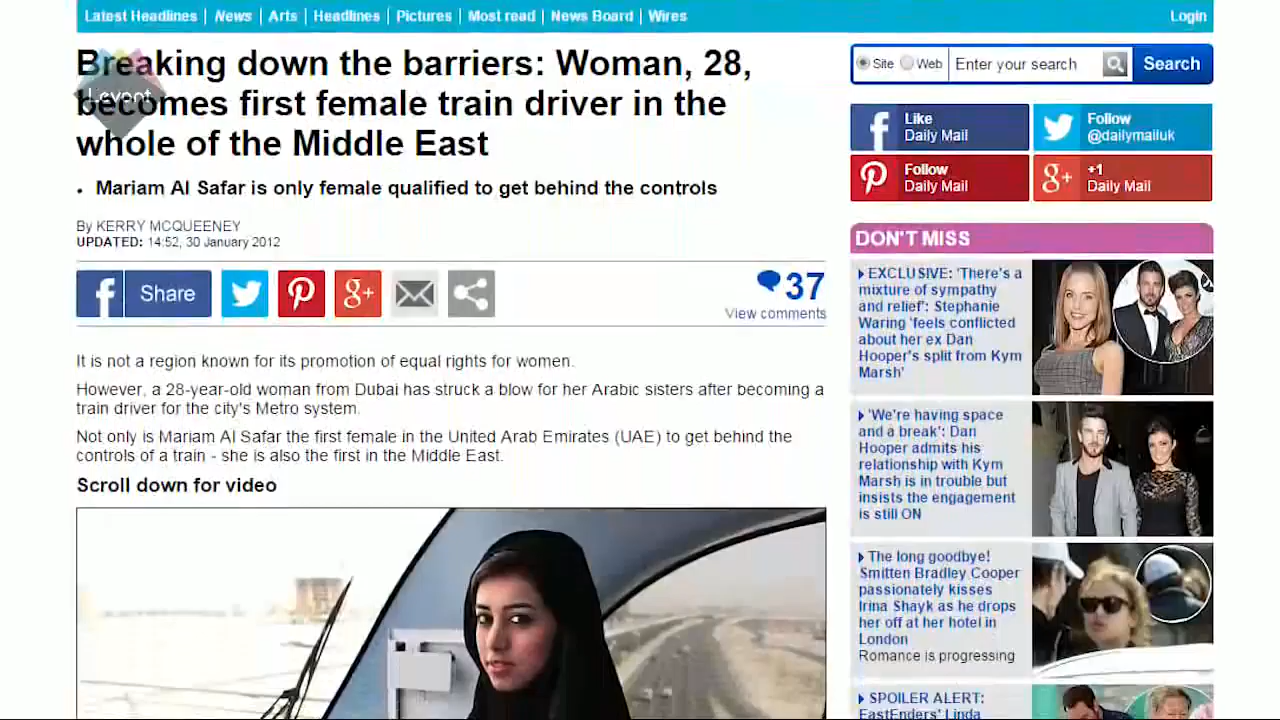 Latest Headlines | News | Arts | Headlines | Pictures | Most read | News Board | Wires
Login
Breaking down the barriers: Woman, 28,
becomes first female train driver in the
whole of the Middle East
Levant
• Mariam Al Safar is only female qualified to get behind the controls
By KERRY MCQUEENEY
UPDATED: 14:52, 30 January 2012
Share
37
View comments
It is not a region known for its promotion of equal rights for women.
However, a 28-year-old woman from Dubai has struck a blow for her Arabic sisters after becoming a
train driver for the city's Metro system.
Not only is Mariam Al Safar the first female in the United Arab Emirates (UAE) to get behind the
controls of a train - she is also the first in the Middle East.
Scroll down for video
Site Web Enter your search Search
Like
Daily Mail
Follow
@dailymailuk
Follow
Daily Mail
+1
Daily Mail
DON'T MISS
EXCLUSIVE: 'There's a
mixture of sympathy
and relief': Stephanie
Waring 'feels conflicted
about her ex Dan
Hooper's split from Kym
Marsh'
'We're having space
and a break': Dan
Hooper admits his
relationship with Kym
Marsh is in trouble but
insists the engagement
is still ON
The long goodbye!
Smitten Bradley Cooper
passionately kisses
Irina Shayk as he drops
her off at her hotel in
London
Romance is progressing
SPOILER ALERT:
EastEnders' Linda